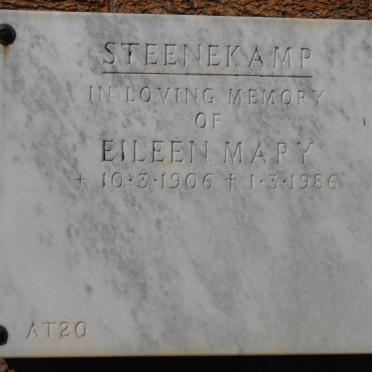 STEENEKAMP
IN LOVING MEMORY
OF
EILEEN MARY
+ 10·3·1906 † 1·3·1986
AT20